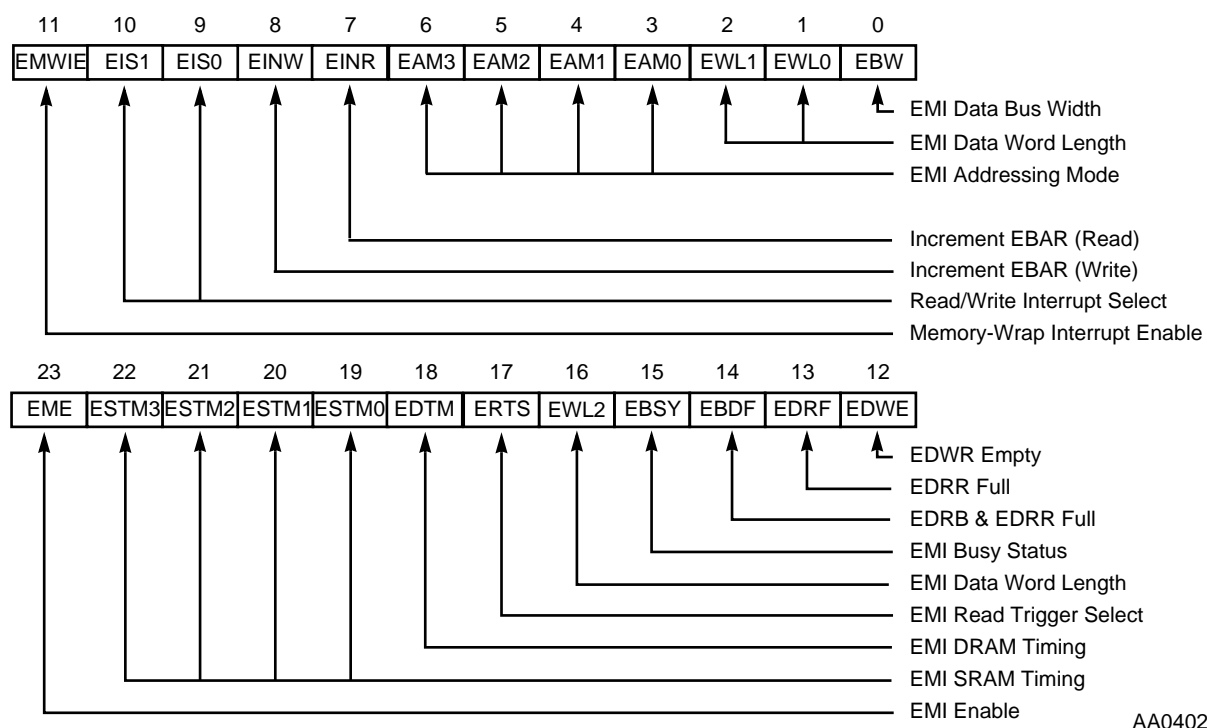 11 10 9 8 7 6 5 4 3 2 1 0
EMWIE EIS1 EIS0 EINW EINR EAM3 EAM2 EAM1 EAM0 EWL1 EWL0 EBW
EMI Data Bus Width
EMI Data Word Length
EMI Addressing Mode
Increment EBAR (Read)
Increment EBAR (Write)
Read/Write Interrupt Select
Memory-Wrap Interrupt Enable
23 22 21 20 19 18 17 16 15 14 13 12
EME ESTM3 ESTM2 ESTM1 ESTM0 EDTM ERTS EWL2 EBSY EBDF EDRF EDWE
EDWR Empty
EDRR Full
EDRB & EDRR Full
EMI Busy Status
EMI Data Word Length
EMI Read Trigger Select
EMI DRAM Timing
EMI SRAM Timing
EMI Enable
AA0402